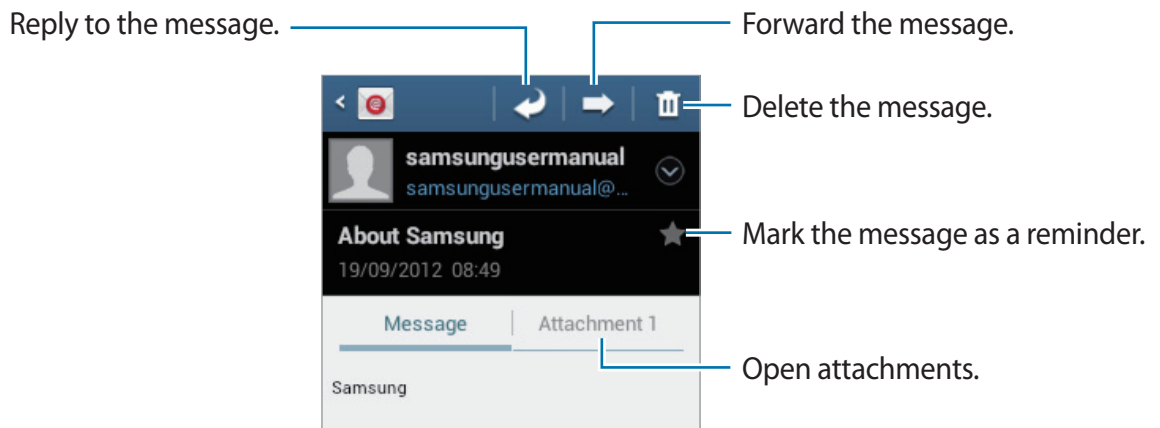 Reply to the message.
Forward the message.
Delete the message.
samsungusermanual
samsungusermanual@...
About Samsung
19/09/2012 08:49
Mark the message as a reminder.
Message
Attachment 1
Open attachments.
Samsung